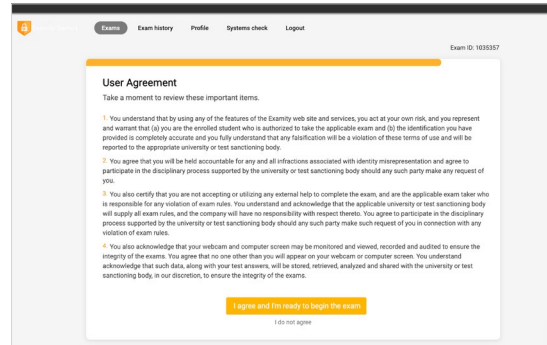 Exams Exam history Profile Systems check Logout
Exam ID: 1035357
User Agreement
Take a moment to review these important items.
1. You understand that by using any of the features of the Examity web site and services, you act at your own risk, and you represent
and warrant that (a) you are the enrolled student who is authorized to take the applicable exam and (b) the identification you have
provided is completely accurate and you fully understand that any falsification will be a violation of these terms of use and will be
reported to the appropriate university or test sanctioning body.
2. You agree that you will be held accountable for any and all infractions associated with identity misrepresentation and agree to
participate in the disciplinary process supported by the university or test sanctioning body should any such party make any request of
you.
3. You also certify that you are not accepting or utilizing any external help to complete the exam, and are the applicable exam taker who
is responsible for any violation of exam rules. You understand and acknowledge that the applicable university or test sanctioning body
will supply all exam rules, and the company will have no responsibility with respect thereto. You agree to participate in the disciplinary
process supported by the university or test sanctioning body should any such party make such request of you in connection with any
violation of exam rules.
4. You also acknowledge that your webcam and computer screen may be monitored and viewed, recorded and audited to ensure the
integrity of the exams. You agree that no one other than you will appear on your webcam or computer screen. You understand
acknowledge that such data, along with your test answers, will be stored, retrieved, analyzed and shared with the university or test
sanctioning body, in our discretion, to ensure the integrity of the exams.
I agree and I'm ready to begin the exam
I do not agree